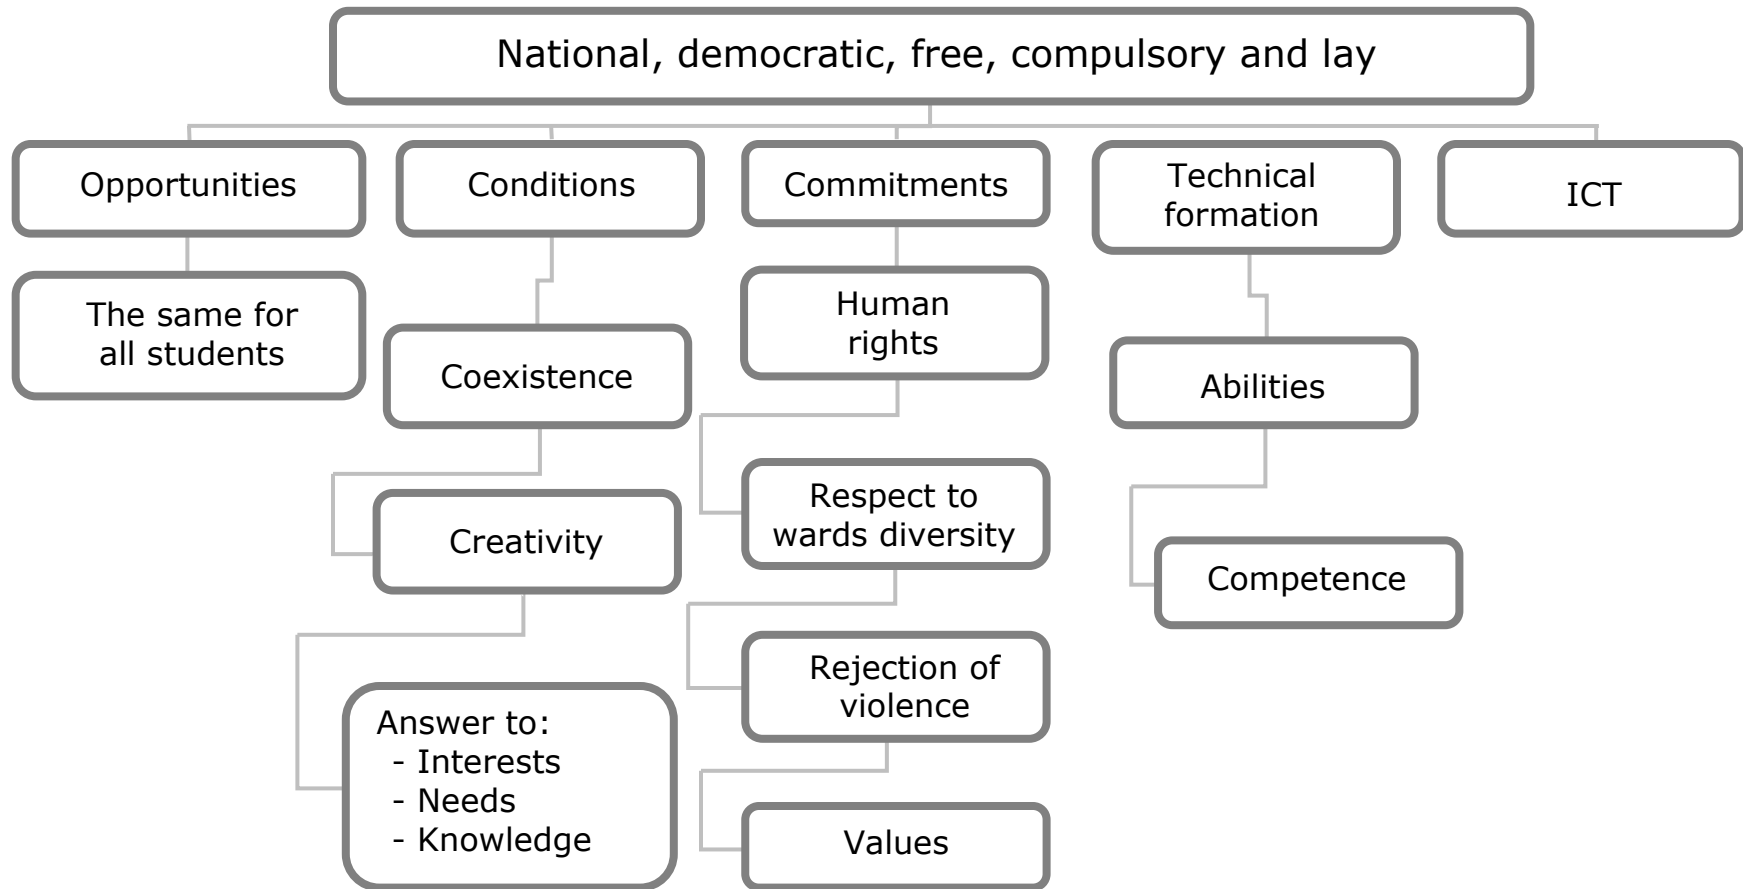 National, democratic, free, compulsory and lay
Opportunities
Conditions
Commitments
Technical
formation
ICT
The same for
all students
Coexistence
Human
rights
Abilities
Creativity
Respect to
wards diversity
Competence
Answer to:
- Interests
- Needs
- Knowledge
Rejection of
violence
Values